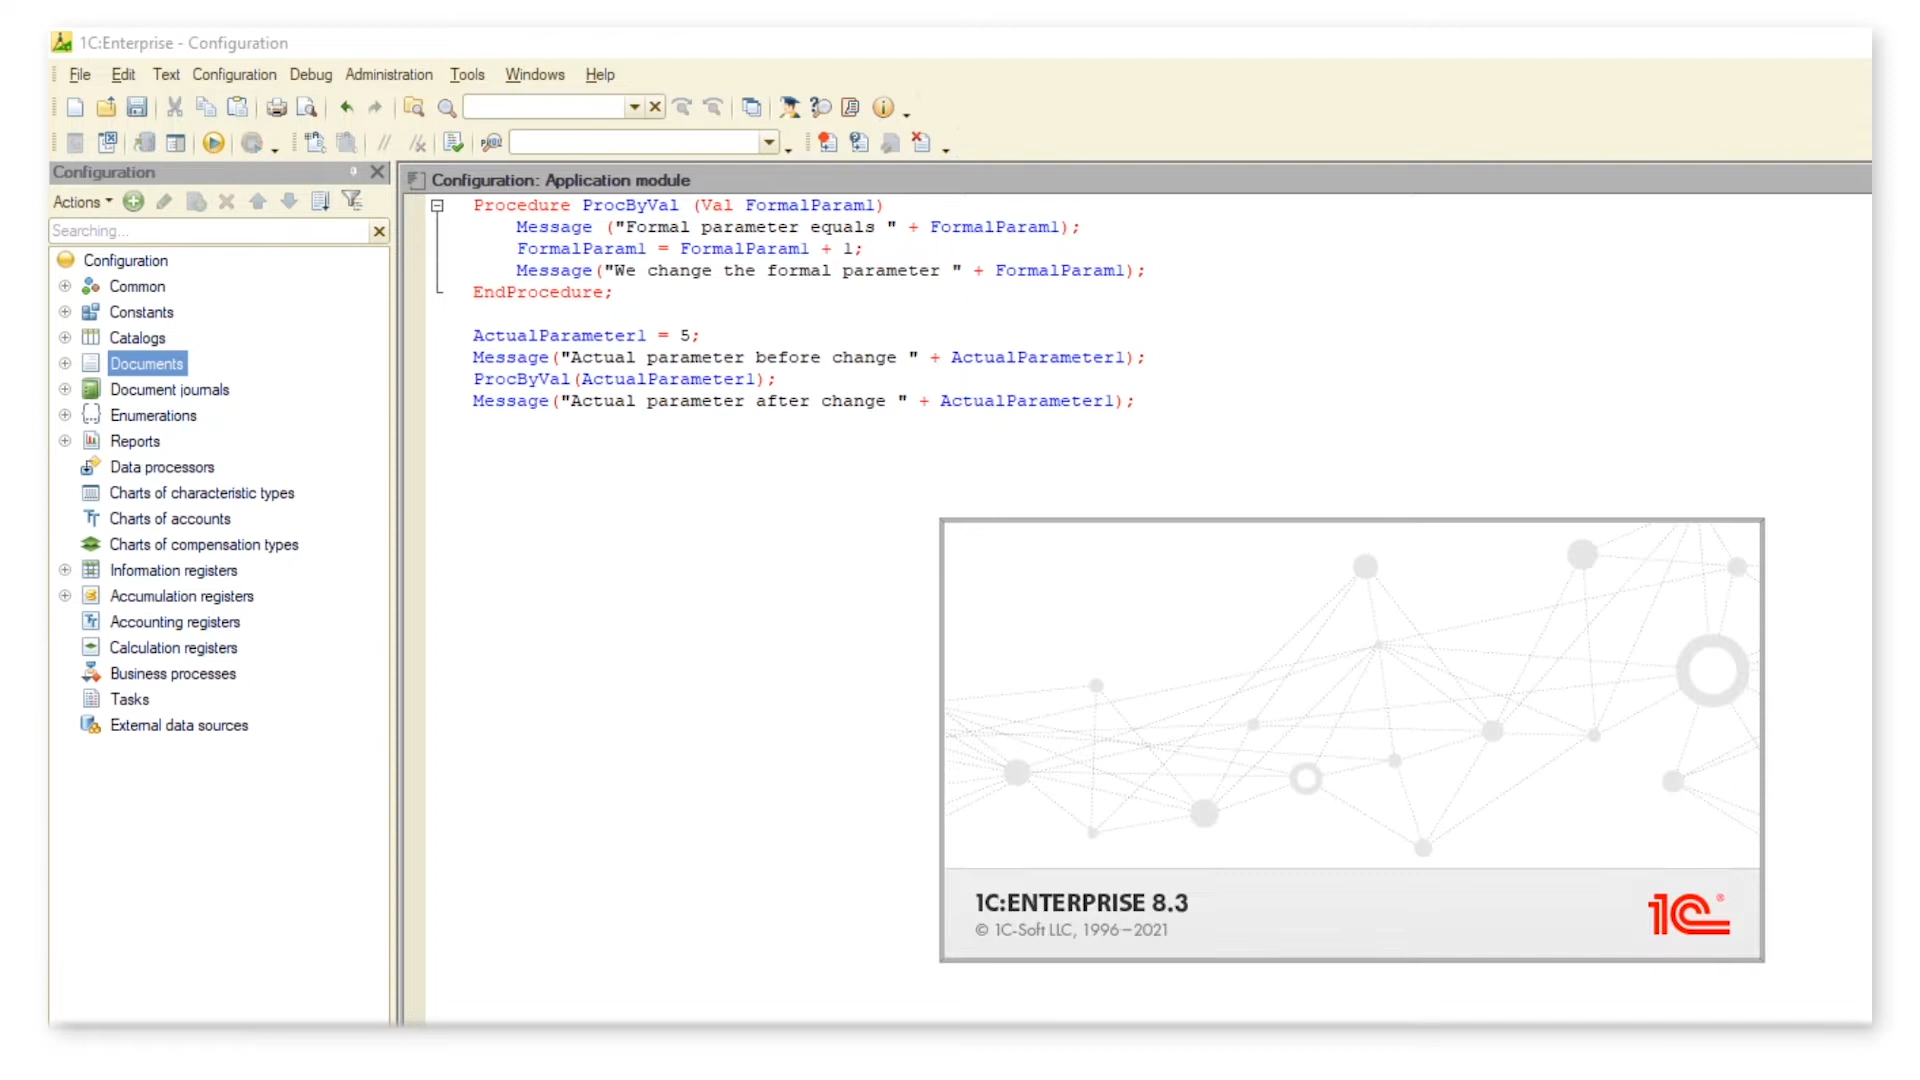 1C:Enterprise - Configuration
File Edit Text Configuration Debug Administration Tools Windows Help
Configuration
Actions
Searching...
Configuration
Common
Constants
Catalogs
Documents
Document journals
Enumerations
Reports
Data processors
Charts of characteristic types
Charts of accounts
Charts of compensation types
Information registers
Accumulation registers
Accounting registers
Calculation registers
Business processes
Tasks
External data sources
Configuration: Application module
Procedure ProcByVal (Val FormalParam1)
Message ("Formal parameter equals " + FormalParam1);
FormalParam1 = FormalParam1 + 1;
Message("We change the formal parameter " + FormalParam1);
EndProcedure;
ActualParameter1 = 5;
Message("Actual parameter before change " + ActualParameter1);
ProcByVal(ActualParameter1);
Message("Actual parameter after change " + ActualParameter1);
1C:ENTERPRISE 8.3
© 1C-Soft LLC, 1996–2021
1C®